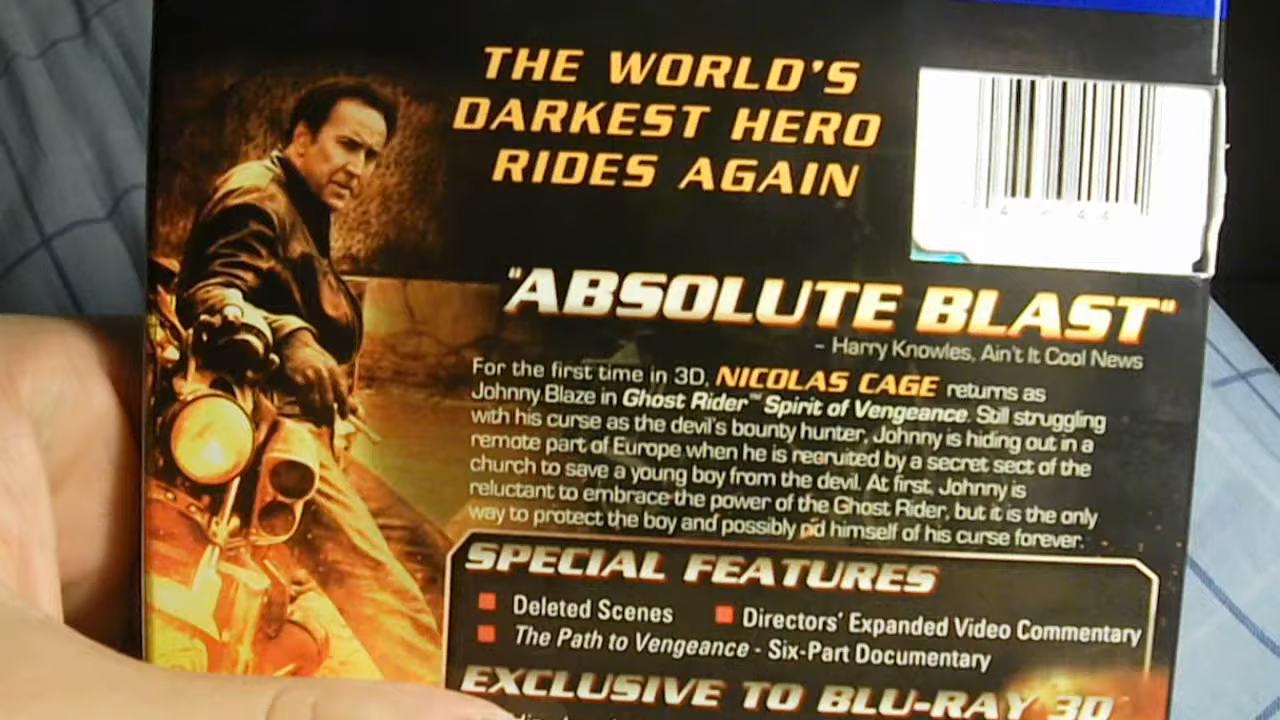 THE WORLD'S
DARKEST HERO
RIDES AGAIN
"ABSOLUTE BLAST"
– Harry Knowles, Ain't It Cool News
For the first time in 3D, NICOLAS CAGE returns as
Johnny Blaze in Ghost Rider™ Spirit of Vengeance. Still struggling
with his curse as the devil's bounty hunter, Johnny is hiding out in a
remote part of Europe when he is recruited by a secret sect of the
church to save a young boy from the devil. At first, Johnny is
reluctant to embrace the power of the Ghost Rider, but it is the only
way to protect the boy and possibly rid himself of his curse forever.
SPECIAL FEATURES
Deleted Scenes
Directors' Expanded Video Commentary
The Path to Vengeance - Six-Part Documentary
EXCLUSIVE TO BLU-RAY 3D